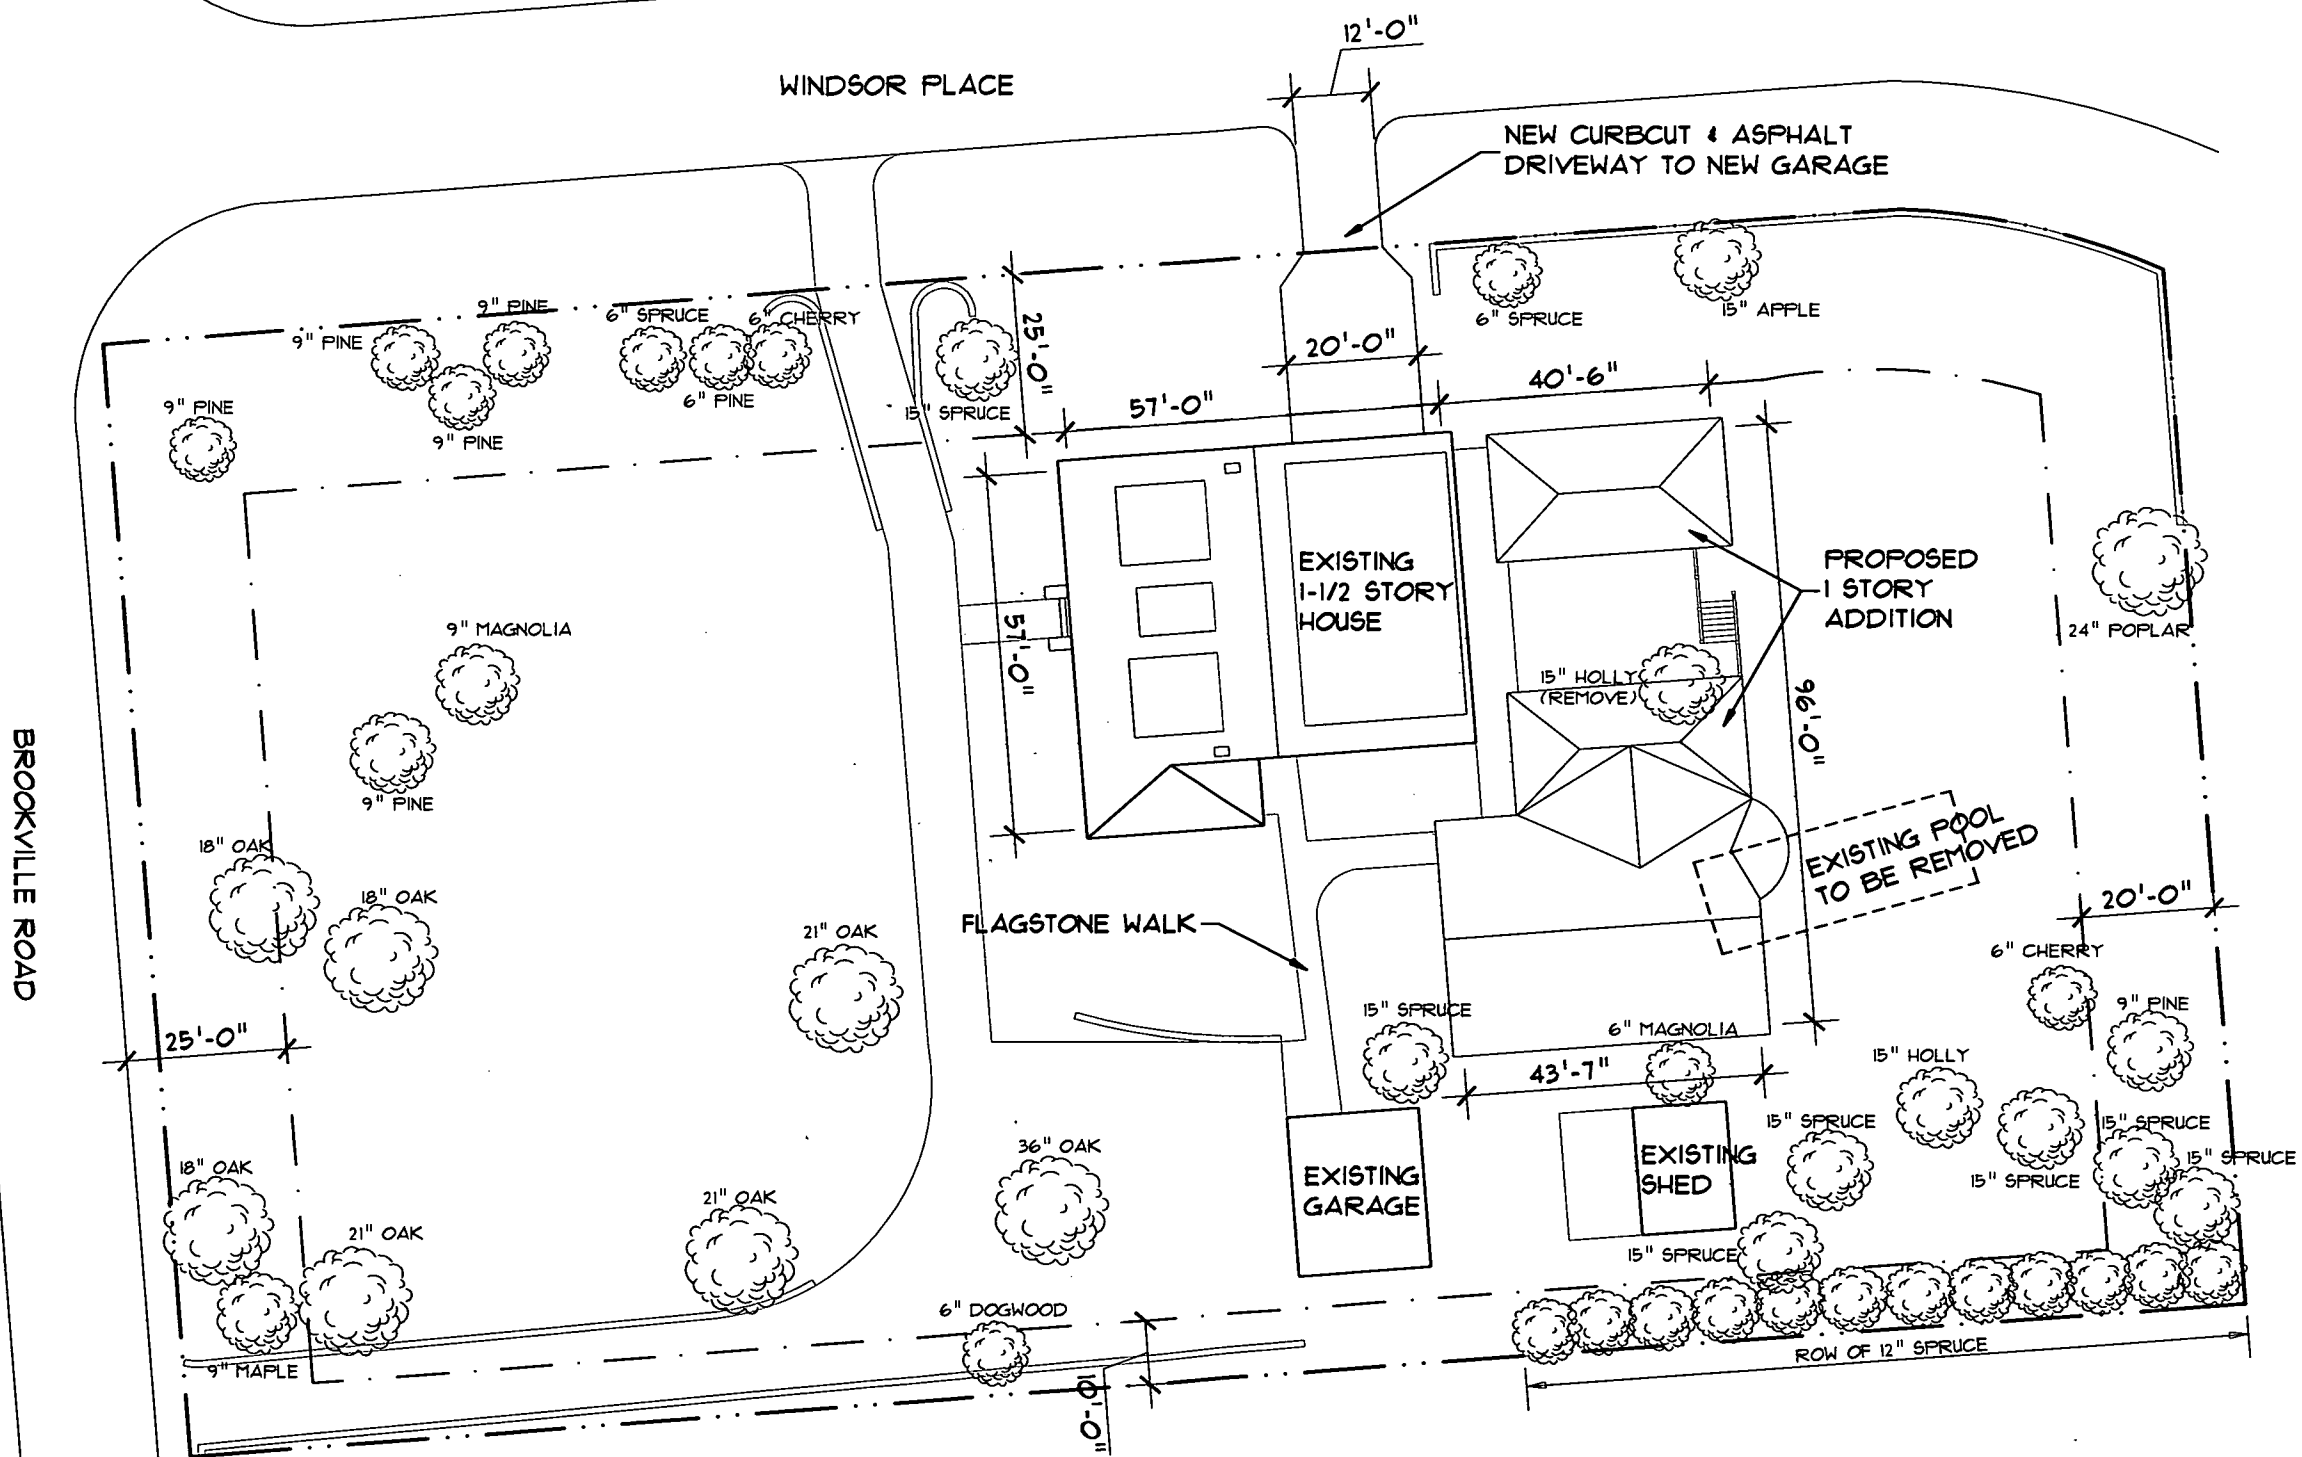 12'-0"
WINDSOR PLACE
NEW CURBCUT & ASPHALT
DRIVEWAY TO NEW GARAGE
9" PINE
9" PINE
6" SPRUCE
6" CHERRY
6" SPRUCE
15" APPLE
25'-0"
20'-0"
40'-6"
57'-0"
9" PINE
9" PINE
6" PINE
15" SPRUCE
EXISTING
1-1/2 STORY
HOUSE
PROPOSED
1 STORY
ADDITION
57'-0"
9" MAGNOLIA
24" POPLAR
15" HOLLY
(REMOVE)
96'-0"
BROOKVILLE ROAD
9" PINE
18" OAK
18" OAK
EXISTING POOL
TO BE REMOVED
20'-0"
FLAGSTONE WALK
21" OAK
6" CHERRY
9" PINE
15" SPRUCE
6" MAGNOLIA
25'-0"
43'-7"
15" HOLLY
15" SPRUCE
15" SPRUCE
15" SPRUCE
15" SPRUCE
36" OAK
EXISTING
GARAGE
EXISTING
SHED
18" OAK
21" OAK
21" OAK
15" SPRUCE
6" DOGWOOD
9" MAPLE
10'-0"
ROW OF 12" SPRUCE